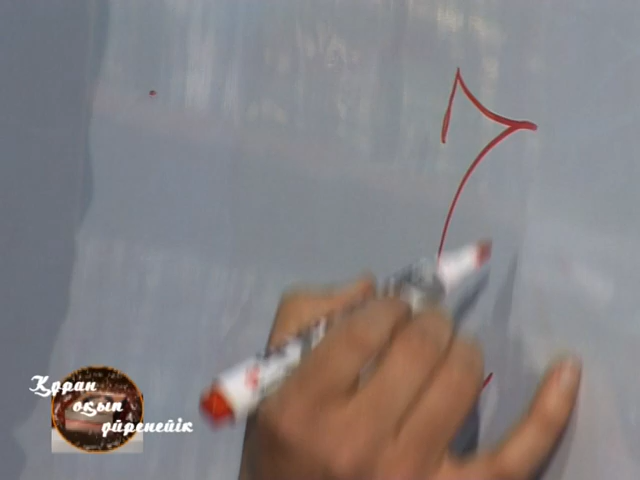 Құран
оқып
үйренейік